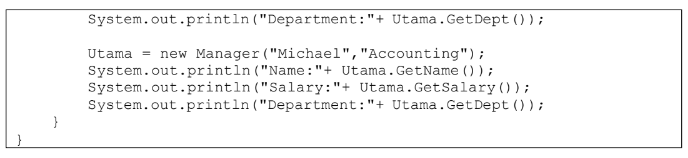 System.out.println("Department:"+ Utama.GetDept());
Utama = new Manager("Michael","Accounting");
System.out.println("Name:"+ Utama.GetName());
System.out.println("Salary:"+ Utama.GetSalary());
System.out.println("Department:"+ Utama.GetDept());
}
}